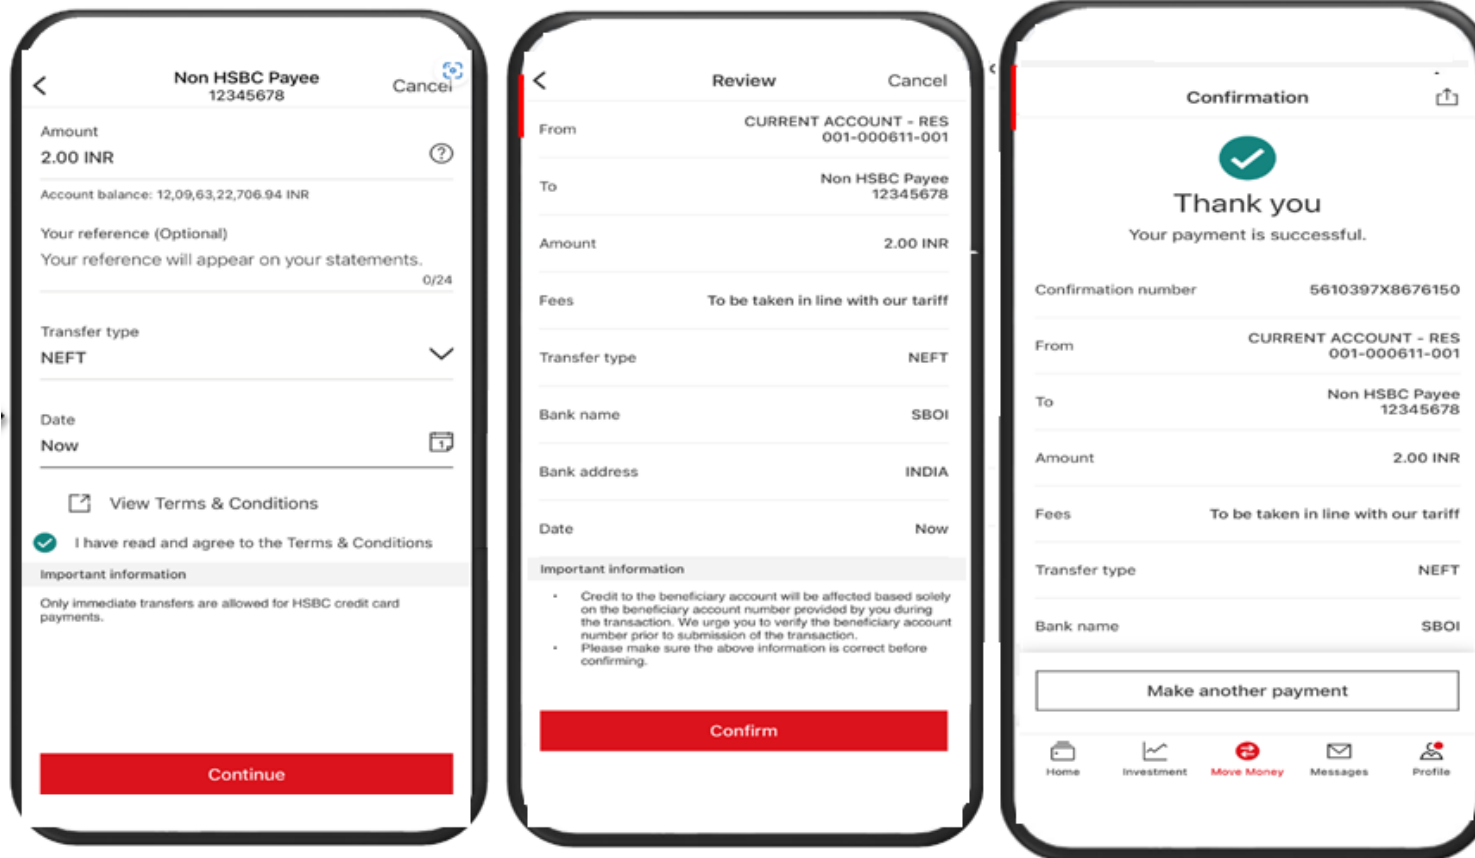 Non HSBC Payee
12345678
Cancel
Amount
2.00 INR
Account balance: 12,09,63,22,706.94 INR
Your reference (Optional)
Your reference will appear on your statements.
0/24
Transfer type
NEFT
Date
Now
1
View Terms & Conditions
I have read and agree to the Terms & Conditions
Important information
Only immediate transfers are allowed for HSBC credit card
payments.
Continue
Review
Cancel
From
CURRENT ACCOUNT - RES
001-000611-001
To
Non HSBC Payee
12345678
Amount
2.00 INR
Fees
To be taken in line with our tariff
Transfer type
NEFT
Bank name
SBOI
Bank address
INDIA
Date
Now
Important information
Credit to the beneficiary account will be affected based solely
on the beneficiary account number provided by you during
the transaction. We urge you to verify the beneficiary account
number prior to submission of the transaction.
Please make sure the above information is correct before
confirming.
Confirm
Confirmation
Thank you
Your payment is successful.
Confirmation number
5610397X8676150
From
CURRENT ACCOUNT - RES
001-000611-001
To
Non HSBC Payee
12345678
Amount
2.00 INR
Fees
To be taken in line with our tariff
Transfer type
NEFT
Bank name
SBOI
Make another payment
Home
Investment
Move Money
Messages
Profile